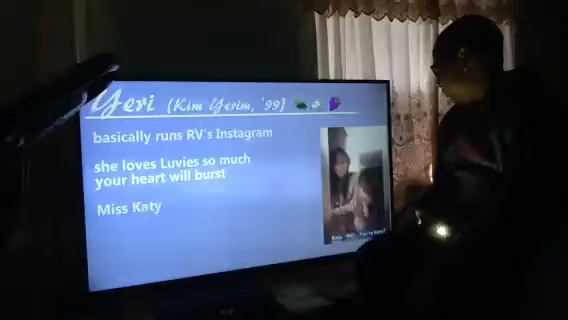 Yeri (Kim Yerim, '99)
basically runs RV's Instagram
she loves Luvies so much
your heart will burst
Miss Katy